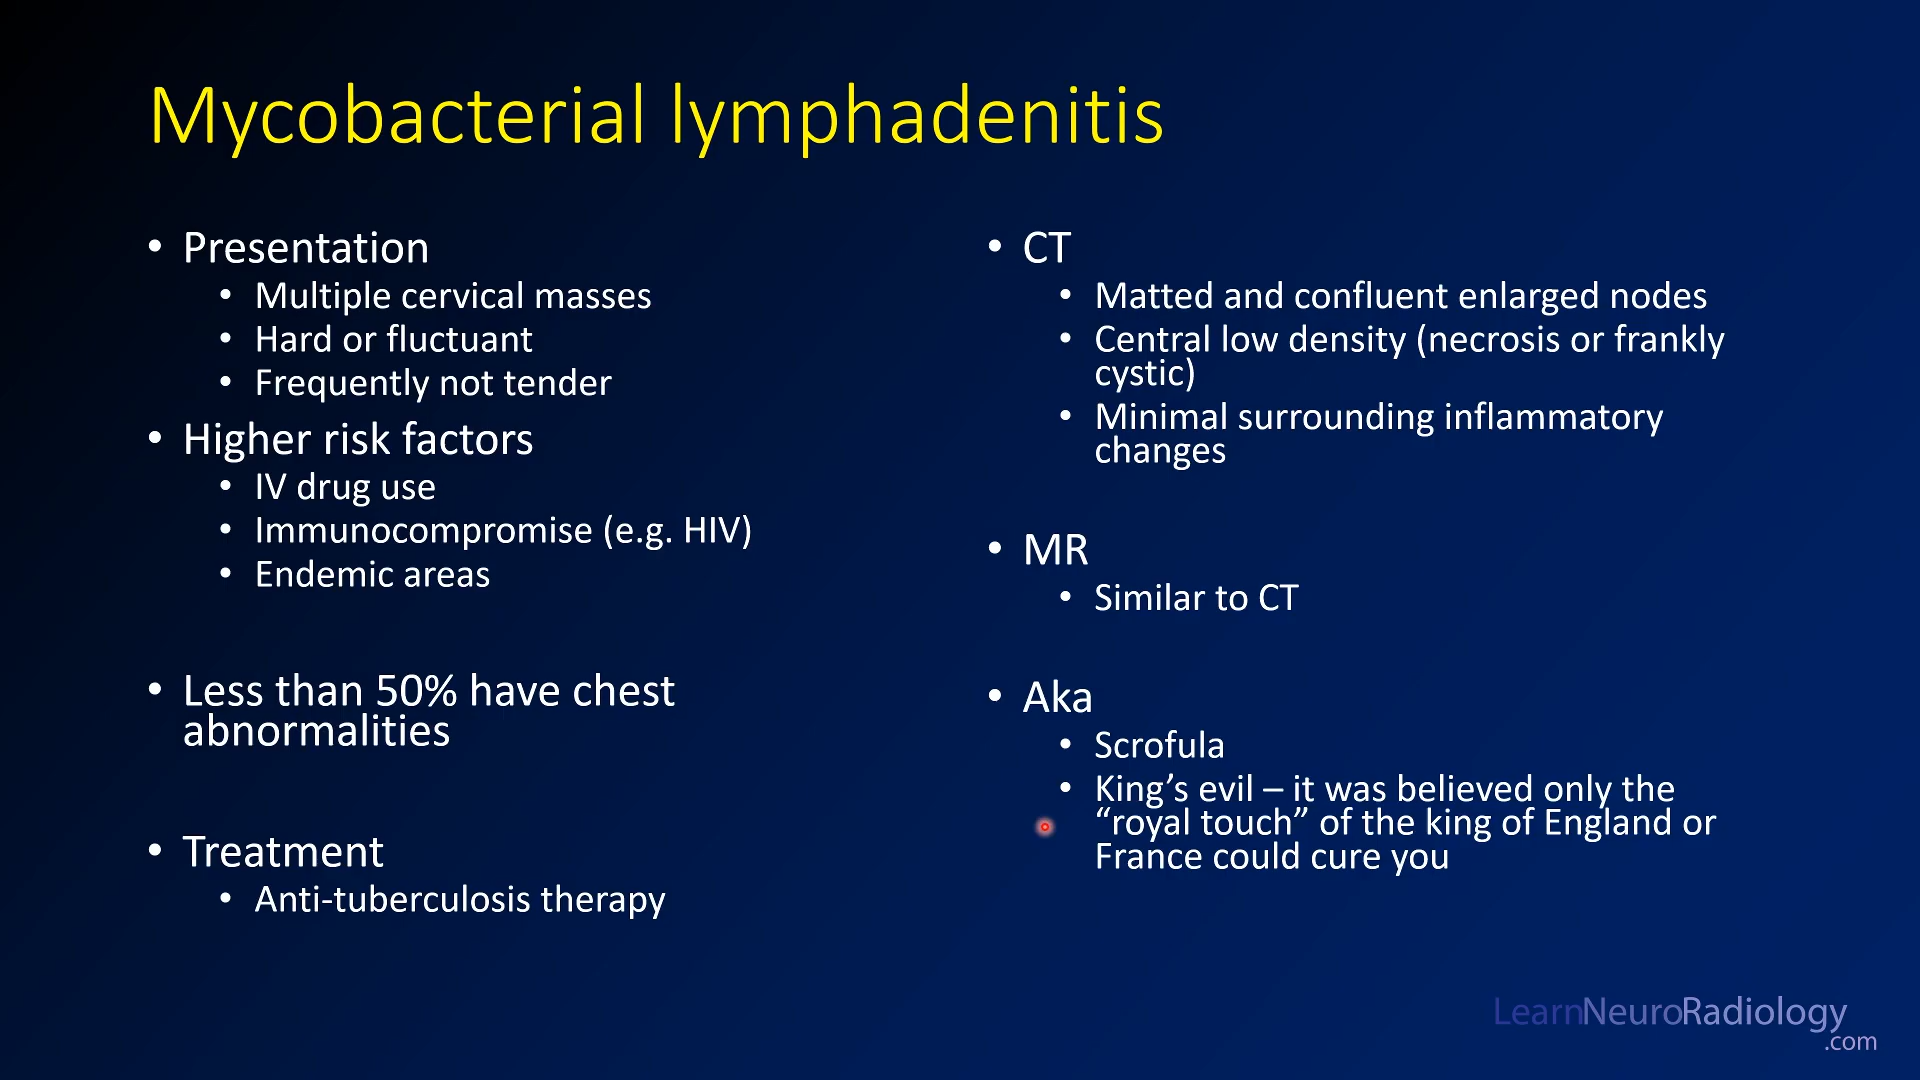 Mycobacterial lymphadenitis
• Presentation
• Multiple cervical masses
• Hard or fluctuant
• Frequently not tender
• Higher risk factors
• IV drug use
• Immunocompromise (e.g. HIV)
• Endemic areas
• Less than 50% have chest
abnormalities
• Treatment
• Anti-tuberculosis therapy
• CT
• Matted and confluent enlarged nodes
• Central low density (necrosis or frankly
cystic)
• Minimal surrounding inflammatory
changes
• MR
• Similar to CT
• Aka
• Scrofula
• King’s evil – it was believed only the
“royal touch” of the king of England or
France could cure you
LearnNeuroRadiology
.com